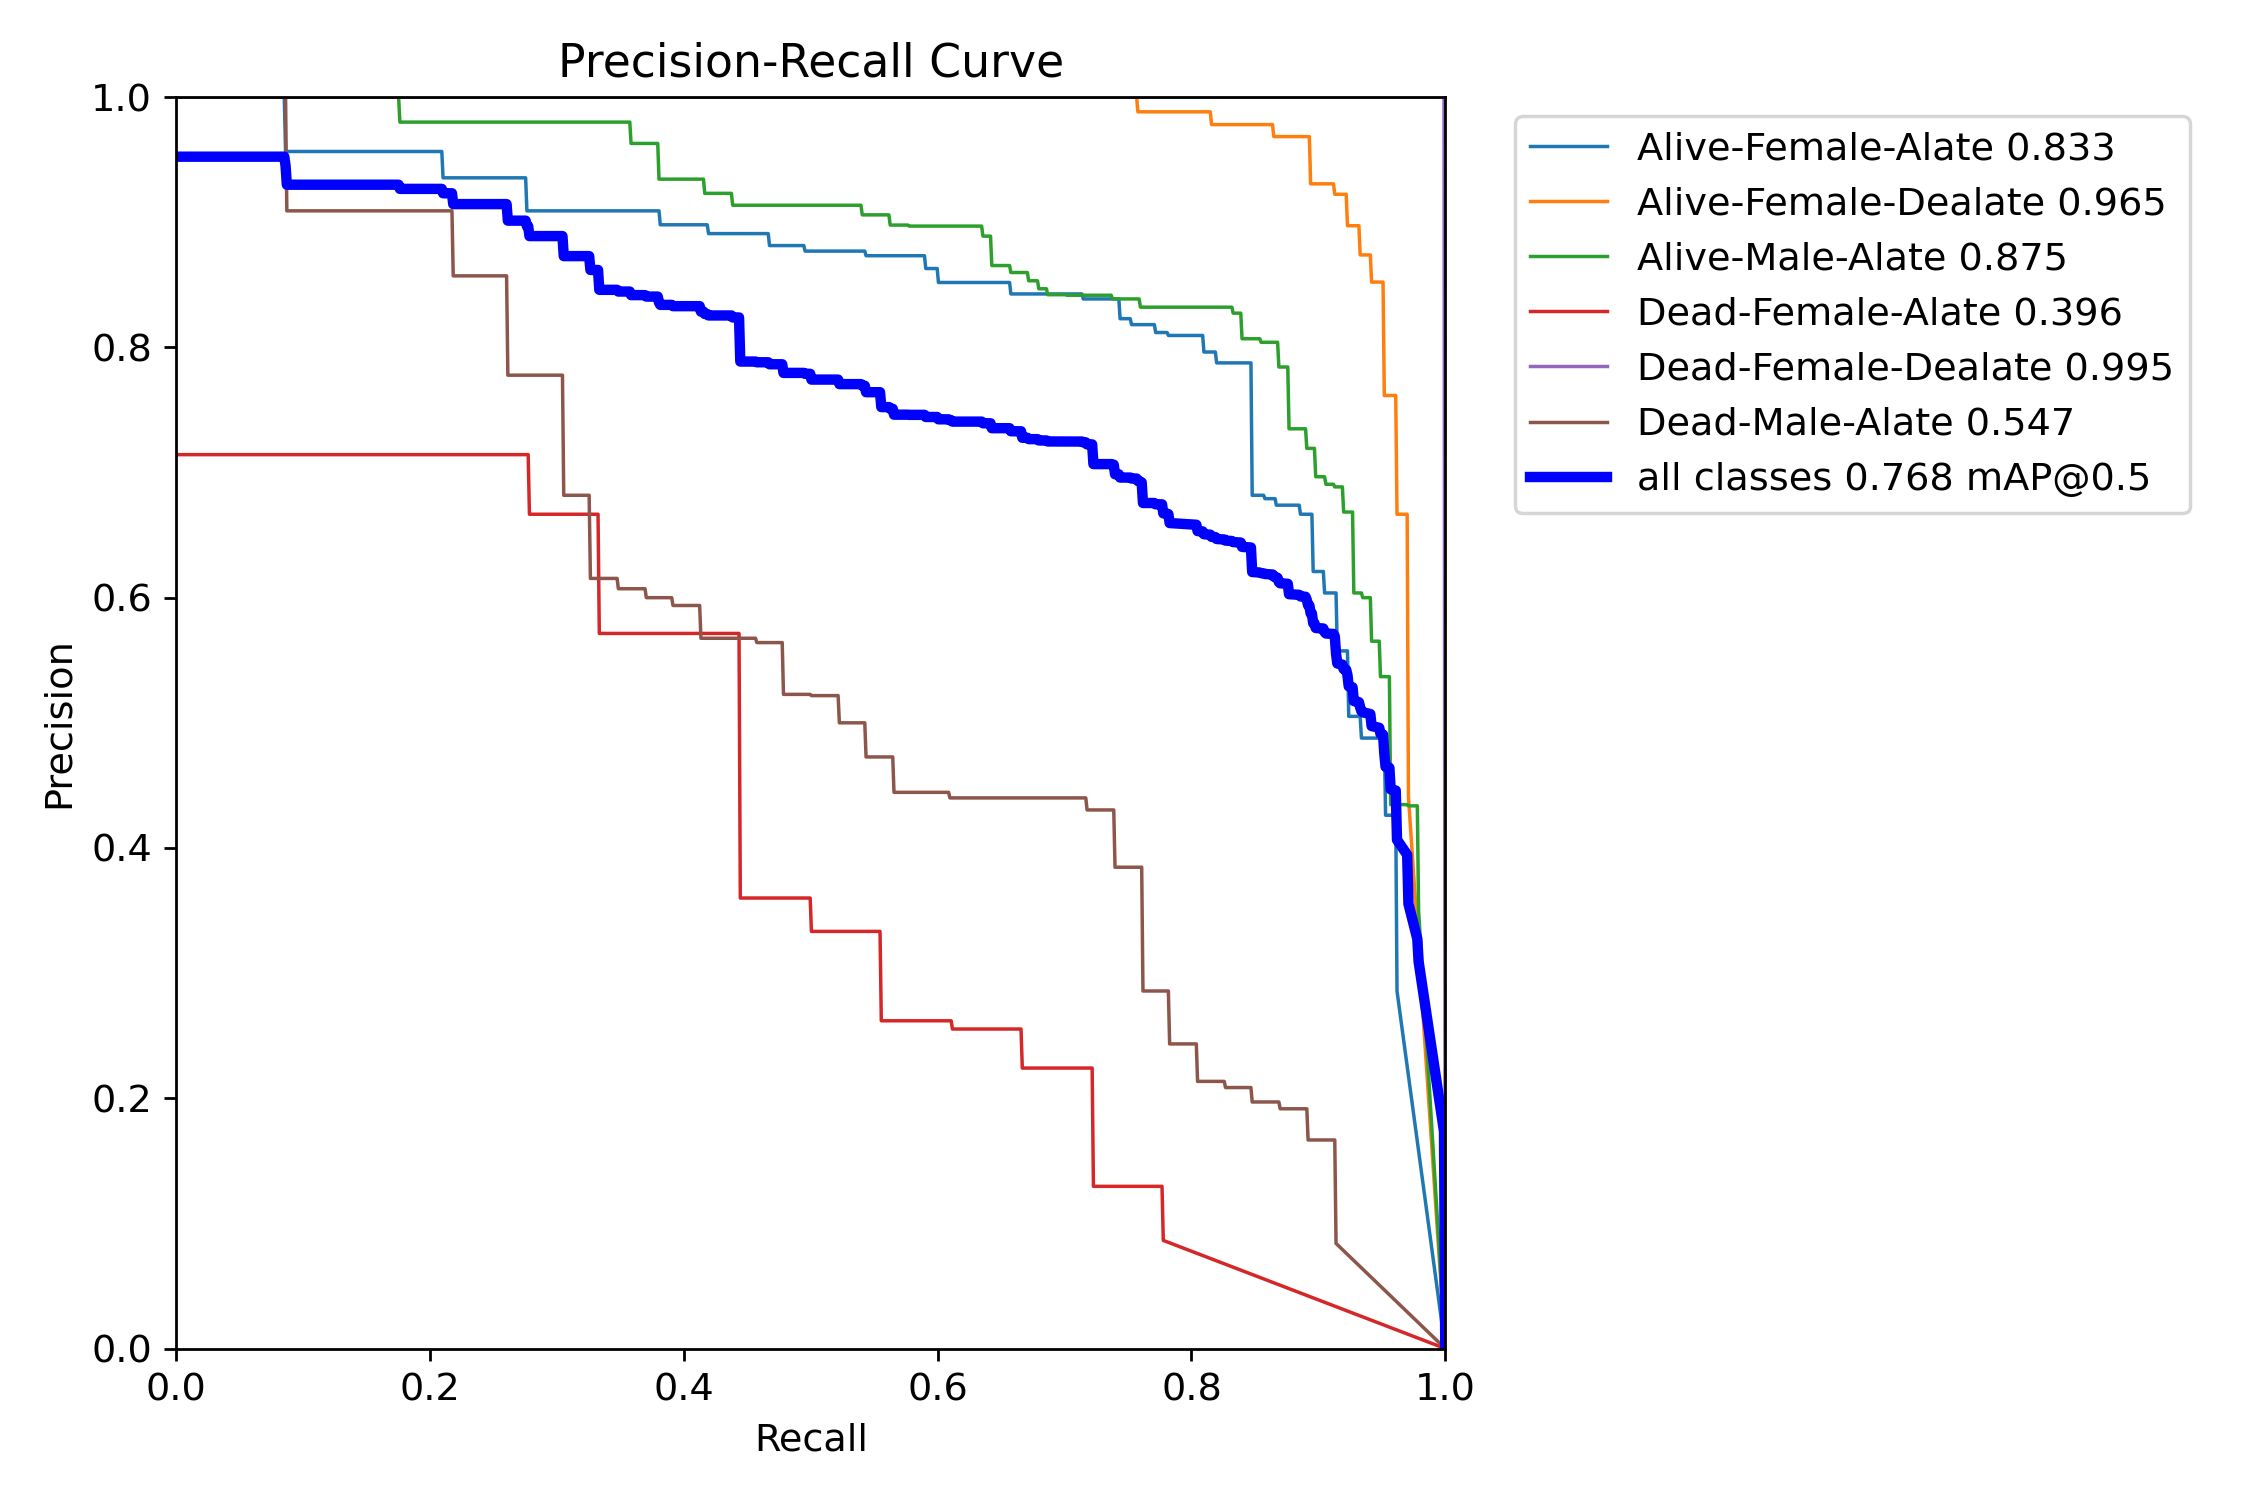 Precision-Recall Curve
1.0
0.8
0.6
0.4
0.2
0.0
Precision
0.0 0.2 0.4 0.6 0.8 1.0
Recall
Alive-Female-Alate 0.833
Alive-Female-Dealate 0.965
Alive-Male-Alate 0.875
Dead-Female-Alate 0.396
Dead-Female-Dealate 0.995
Dead-Male-Alate 0.547
all classes 0.768 mAP@0.5